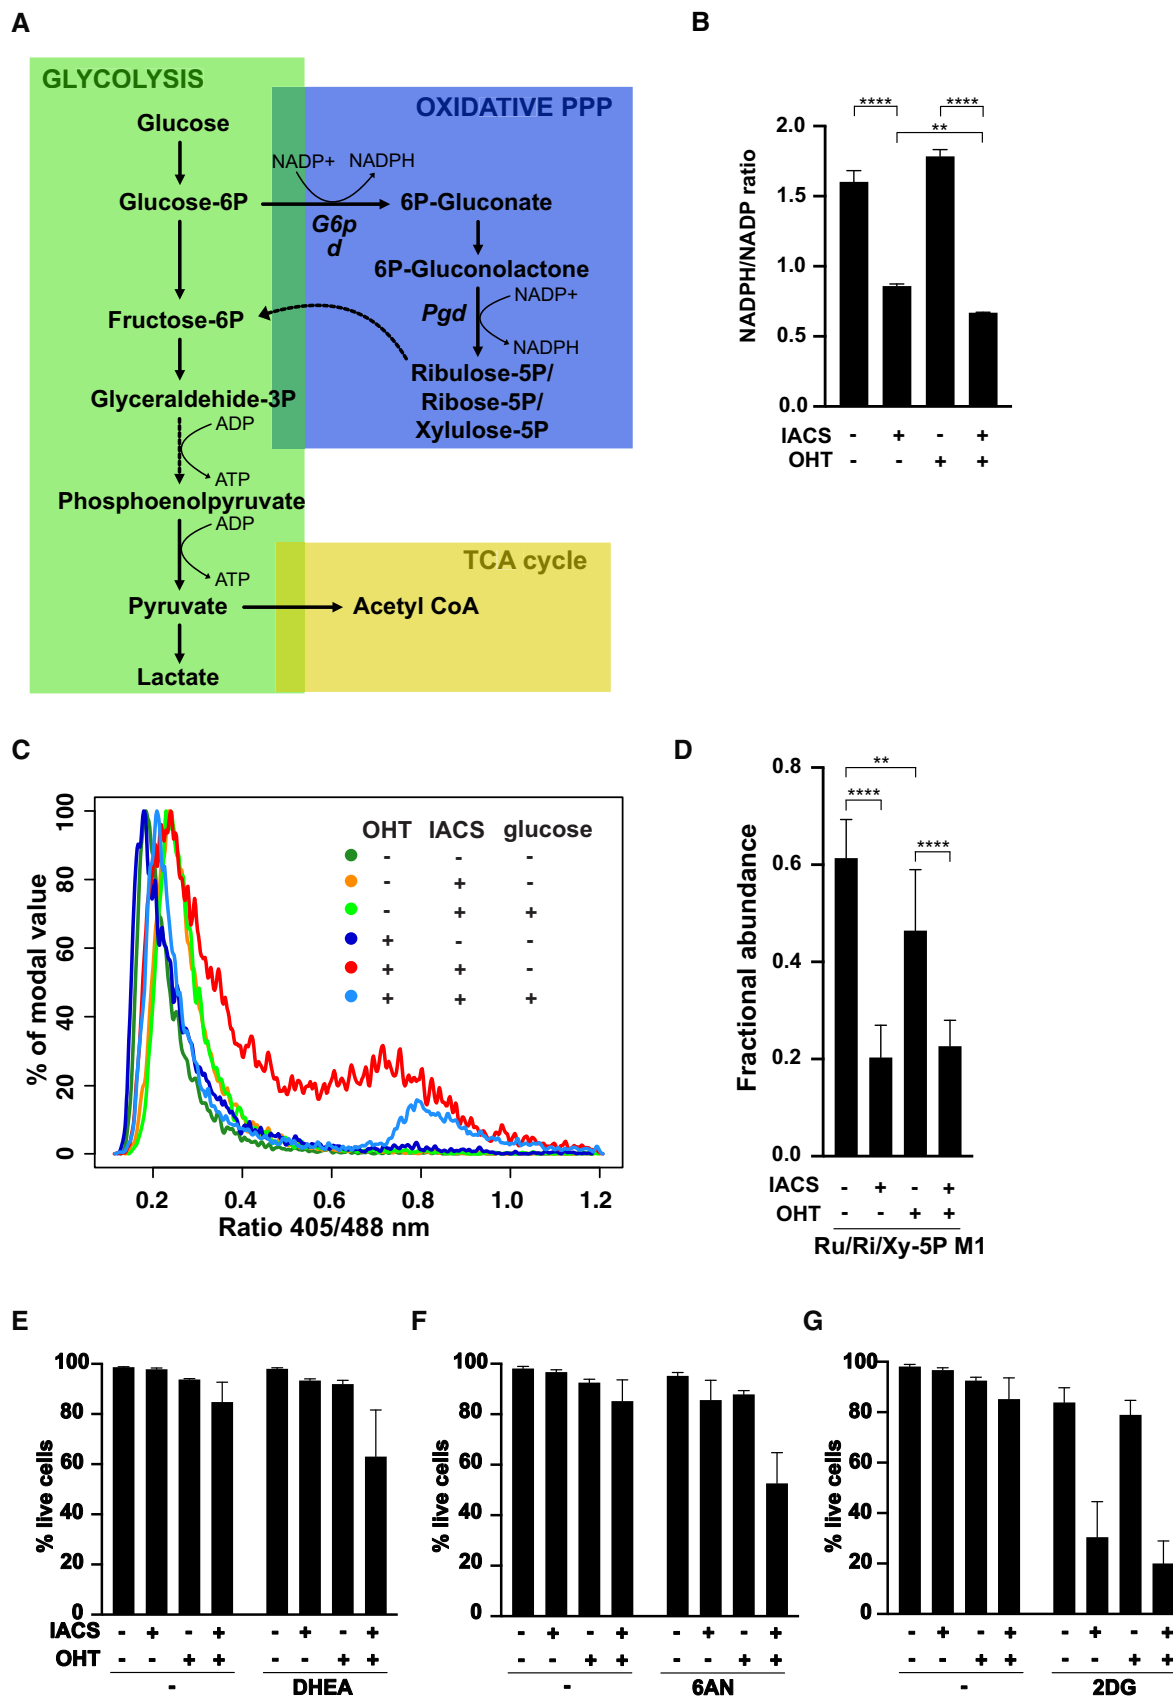 A
GLYCOLYSIS
OXIDATIVE PPP
Glucose
NADP+ NADPH
Glucose-6P
6P-Gluconate
G6p
d
6P-Gluconolactone
NADP+
Pgd
NADPH
Fructose-6P
Ribulose-5P/
Ribose-5P/
Xylulose-5P
Glyceraldehyde-3P
ADP
ATP
Phosphoenolpyruvate
ADP
ATP
TCA cycle
Pyruvate
Acetyl CoA
Lactate
B
**** ****
**
NADPH/NADP ratio
2.0
1.5
1.0
0.5
0.0
IACS - + - +
OHT - - + +
C
% of modal value
100
80
60
40
20
0
OHT IACS glucose
- - -
- + -
- + +
+ - -
+ + -
+ + +
0.2 0.4 0.6 0.8 1.0 1.2
Ratio 405/488 nm
D
**
****
****
Fractional abundance
0.8
0.6
0.4
0.2
0.0
IACS - + - +
OHT - - + +
Ru/Ri/Xy-5P M1
E
% live cells
100
80
60
40
20
0
IACS - + - + - + - +
OHT - - + + - - + +
- DHEA
F
% live cells
100
80
60
40
20
0
- + - + - + - +
- - + + - - + +
- 6AN
G
% live cells
100
80
60
40
20
0
- + - + - + - +
- - + + - - + +
- 2DG